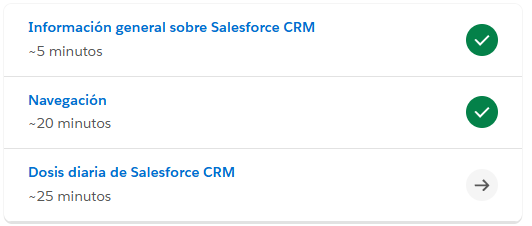 Información general sobre Salesforce CRM
~5 minutos
Navegación
~20 minutos
Dosis diaria de Salesforce CRM
~25 minutos